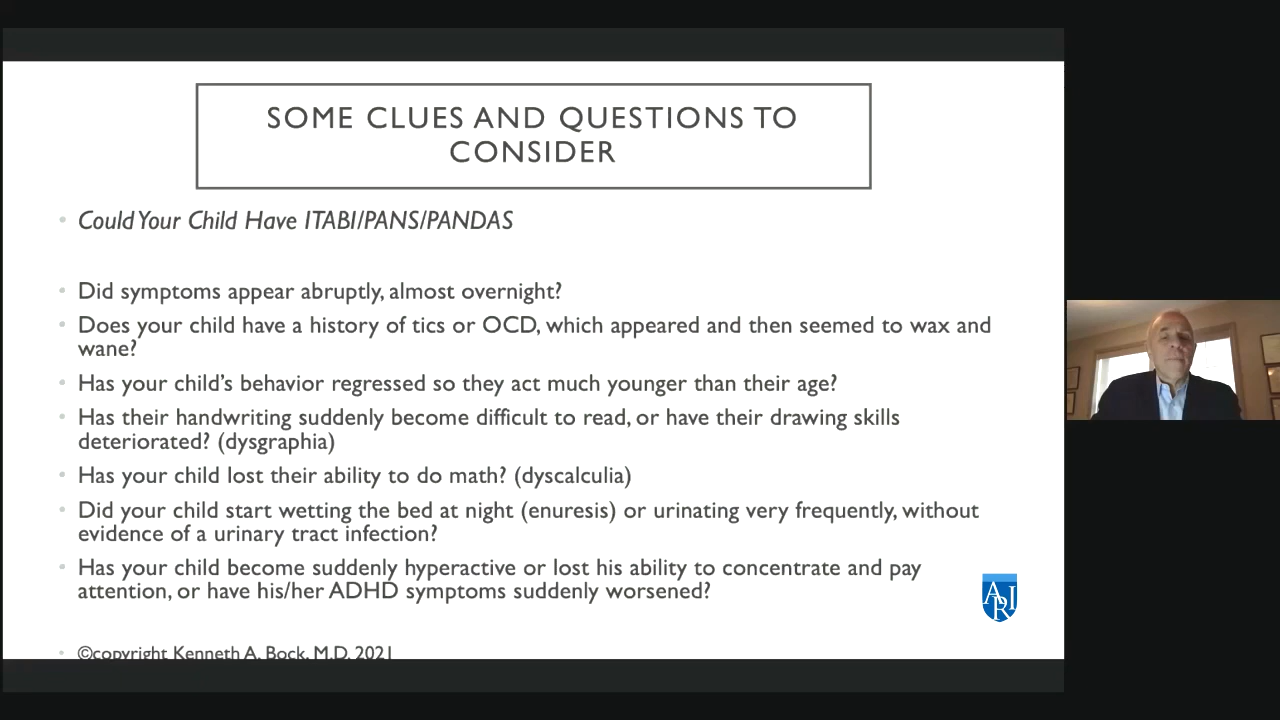 SOME CLUES AND QUESTIONS TO
CONSIDER
• Could Your Child Have ITABI/PANS/PANDAS
• Did symptoms appear abruptly, almost overnight?
• Does your child have a history of tics or OCD, which appeared and then seemed to wax and
wane?
• Has your child’s behavior regressed so they act much younger than their age?
• Has their handwriting suddenly become difficult to read, or have their drawing skills
deteriorated? (dysgraphia)
• Has your child lost their ability to do math? (dyscalculia)
• Did your child start wetting the bed at night (enuresis) or urinating very frequently, without
evidence of a urinary tract infection?
• Has your child become suddenly hyperactive or lost his ability to concentrate and pay
attention, or have his/her ADHD symptoms suddenly worsened?
ARI
• ©copyright Kenneth A. Bock, M.D. 2021